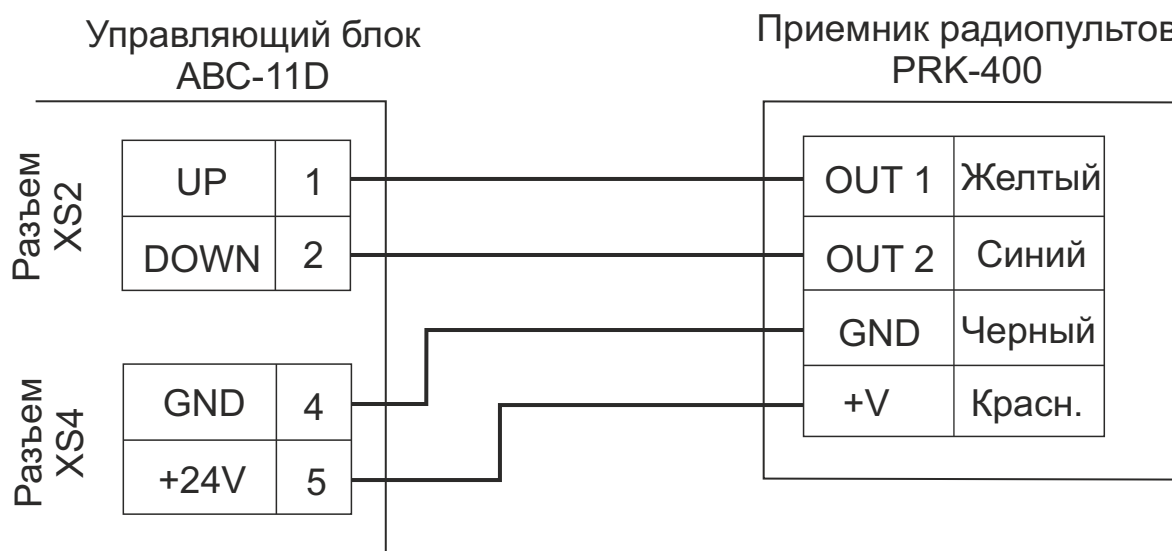 Управляющий блок
ABC-11D
Разъем
XS2
UP 1
DOWN 2
Разъем
XS4
GND 4
+24V 5
Приемник радиопультов
PRK-400
OUT 1 Желтый
OUT 2 Синий
GND Черный
+V Красн.